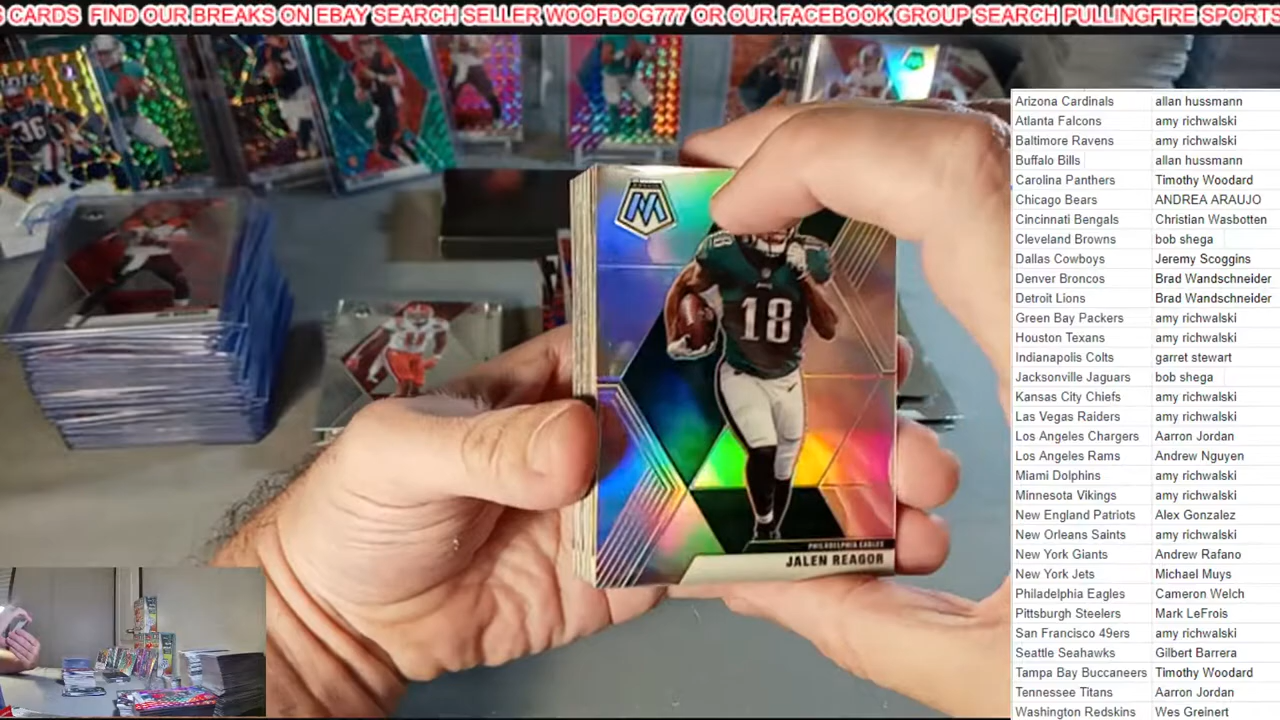 S CARDS FIND OUR BREAKS ON EBAY SEARCH SELLER WOOFDOG777 OR OUR FACEBOOK GROUP SEARCH PULLINGFIRE SPORTS
36
18
18
PHILADELPHIA EAGLES
JALEN REAGOR
Arizona Cardinals allan hussmann
Atlanta Falcons amy richwalski
Baltimore Ravens amy richwalski
Buffalo Bills allan hussmann
Carolina Panthers Timothy Woodard
Chicago Bears ANDREA ARAUJO
Cincinnati Bengals Christian Wasbotten
Cleveland Browns bob shega
Dallas Cowboys Jeremy Scoggins
Denver Broncos Brad Wandschneider
Detroit Lions Brad Wandschneider
Green Bay Packers amy richwalski
Houston Texans amy richwalski
Indianapolis Colts garret stewart
Jacksonville Jaguars bob shega
Kansas City Chiefs amy richwalski
Las Vegas Raiders amy richwalski
Los Angeles Chargers Aarron Jordan
Los Angeles Rams Andrew Nguyen
Miami Dolphins amy richwalski
Minnesota Vikings amy richwalski
New England Patriots Alex Gonzalez
New Orleans Saints amy richwalski
New York Giants Andrew Rafano
New York Jets Michael Muys
Philadelphia Eagles Cameron Welch
Pittsburgh Steelers Mark LeFrois
San Francisco 49ers amy richwalski
Seattle Seahawks Gilbert Barrera
Tampa Bay Buccaneers Timothy Woodard
Tennessee Titans Aarron Jordan
Washington Redskins Wes Greinert